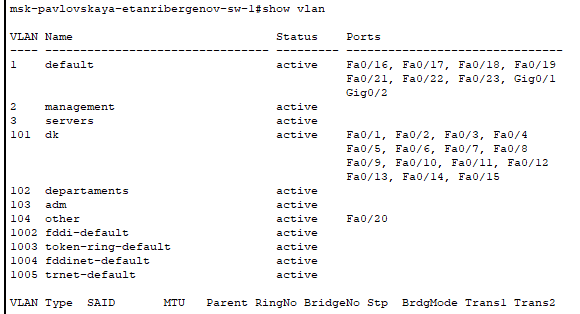 msk-pavlovskaya-etanribergenov-sw-1#show vlan
VLAN Name                             Status    Ports
---- -------------------------------- --------- -------------------------------
1    default                          active    Fa0/16, Fa0/17, Fa0/18, Fa0/19
                                                Fa0/21, Fa0/22, Fa0/23, Gig0/1
                                                Gig0/2
2    management                       active
3    servers                          active
101  dk                               active    Fa0/1, Fa0/2, Fa0/3, Fa0/4
                                                Fa0/5, Fa0/6, Fa0/7, Fa0/8
                                                Fa0/9, Fa0/10, Fa0/11, Fa0/12
                                                Fa0/13, Fa0/14, Fa0/15
102  departaments                     active
103  adm                              active
104  other                            active    Fa0/20
1002 fddi-default                     active
1003 token-ring-default               active
1004 fddinet-default                  active
1005 trnet-default                    active
VLAN Type  SAID       MTU   Parent RingNo BridgeNo Stp  BrdgMode Trans1 Trans2